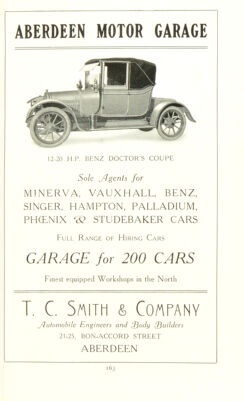 ABERDEEN MOTOR GARAGE
12-20 H.P. BENZ DOCTOR'S COUPÉ
Sole Agents for
MINERVA, VAUXHALL, BENZ,
SINGER, HAMPTON, PALLADIUM,
PHŒNIX & STUDEBAKER CARS
FULL RANGE OF HIRING CARS
GARAGE for 200 CARS
Finest equipped Workshops in the North
T. C. SMITH & COMPANY
Automobile Engineers and Body Builders
21-25, BON-ACCORD STREET
ABERDEEN
163